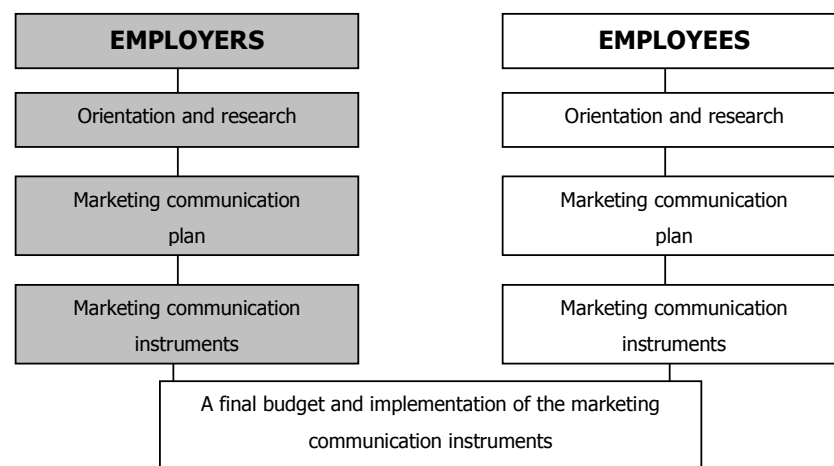 EMPLOYERS
Orientation and research
Marketing communication
plan
Marketing communication
instruments
EMPLOYEES
Orientation and research
Marketing communication
plan
Marketing communication
instruments
A final budget and implementation of the marketing
communication instruments